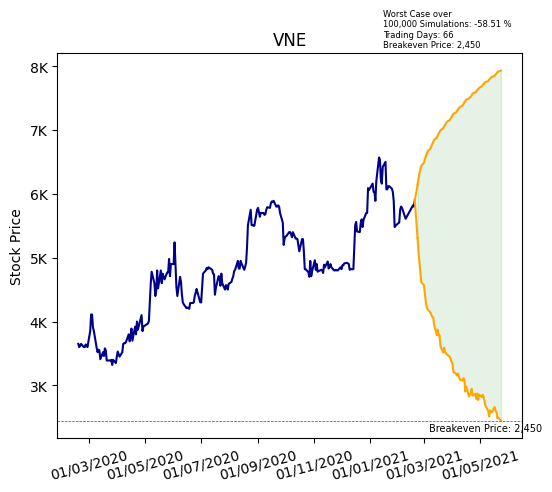 Worst Case over
100,000 Simulations: -58.51 %
Trading Days: 66
Breakeven Price: 2,450
VNE
8K
7K
6K
5K
4K
3K
Stock Price
Breakeven Price: 2,450
01/03/2020
01/05/2020
01/07/2020
01/09/2020
01/11/2020
01/01/2021
01/03/2021
01/05/2021